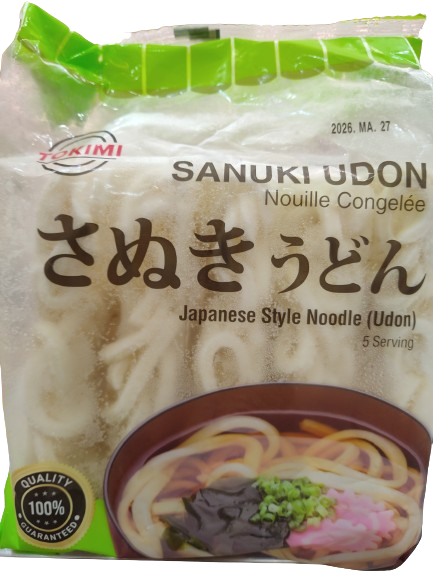 2026. MA. 27
TOKIMI
SANUKI UDON
Nouille Congelée
さぬきうどん
Japanese Style Noodle (Udon)
5 Serving
QUALITY
100%
GUARANTEED